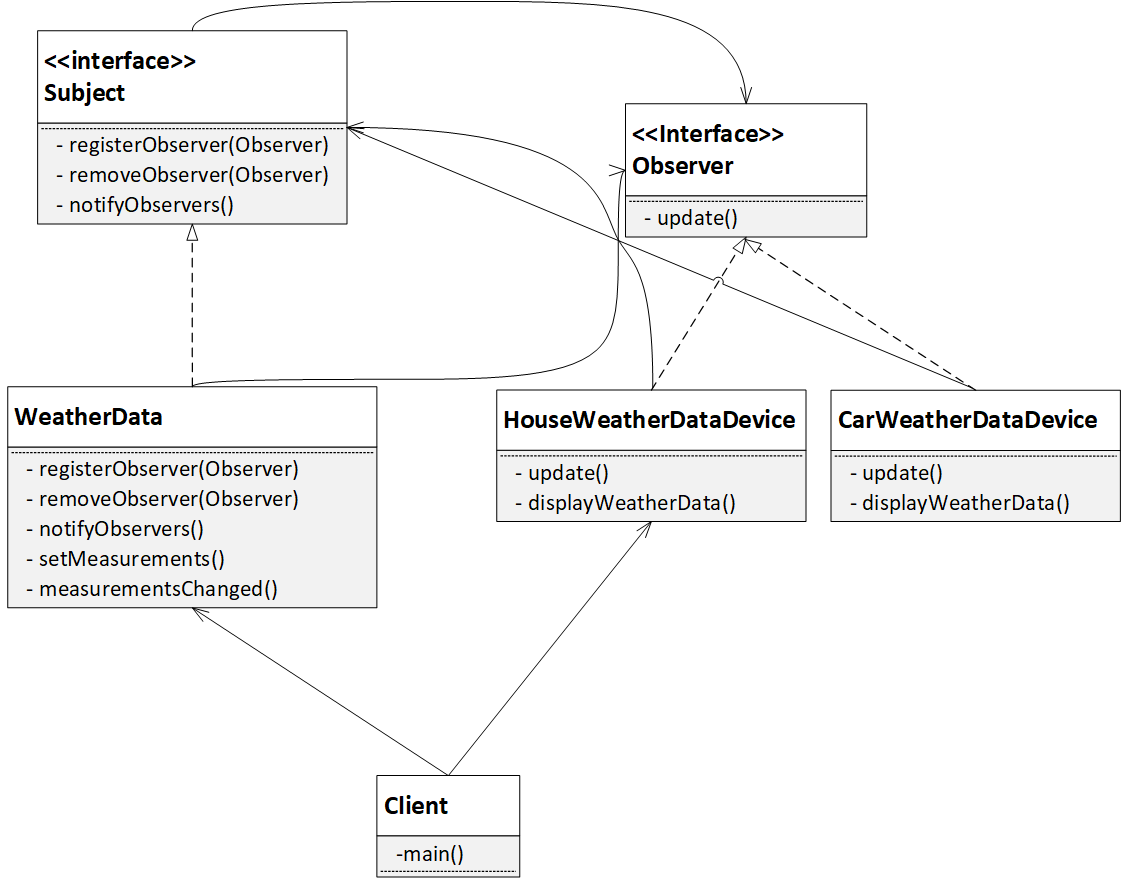 <<interface>>
Subject
- registerObserver(Observer)
- removeObserver(Observer)
- notifyObservers()
<<Interface>>
Observer
- update()
WeatherData
- registerObserver(Observer)
- removeObserver(Observer)
- notifyObservers()
- setMeasurements()
- measurementsChanged()
HouseWeatherDataDevice
- update()
- displayWeatherData()
CarWeatherDataDevice
- update()
- displayWeatherData()
Client
-main()